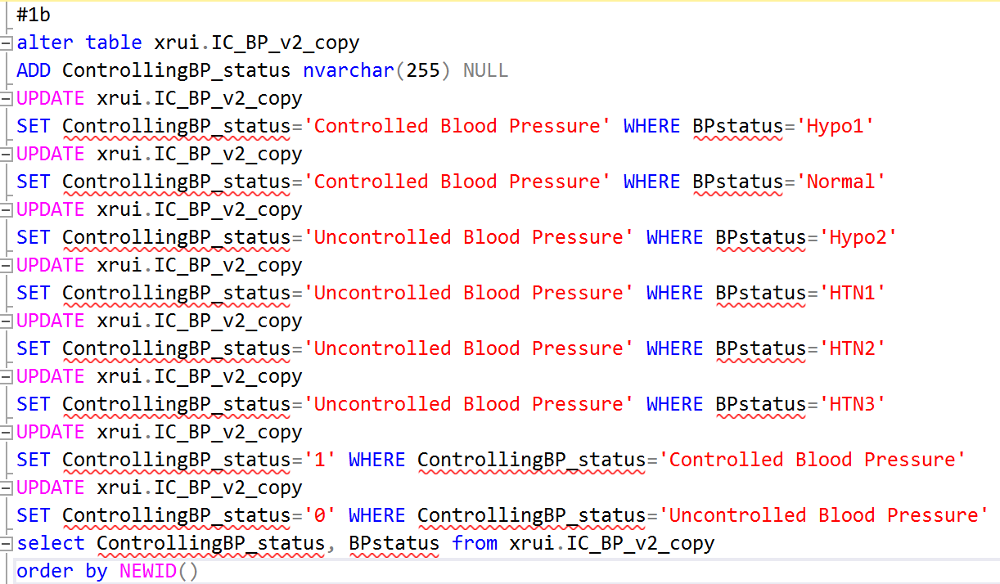 #1b
alter table xrui.IC_BP_v2_copy
ADD ControllingBP_status nvarchar(255) NULL
UPDATE xrui.IC_BP_v2_copy
SET ControllingBP_status='Controlled Blood Pressure' WHERE BPstatus='Hypo1'
UPDATE xrui.IC_BP_v2_copy
SET ControllingBP_status='Controlled Blood Pressure' WHERE BPstatus='Normal'
UPDATE xrui.IC_BP_v2_copy
SET ControllingBP_status='Uncontrolled Blood Pressure' WHERE BPstatus='Hypo2'
UPDATE xrui.IC_BP_v2_copy
SET ControllingBP_status='Uncontrolled Blood Pressure' WHERE BPstatus='HTN1'
UPDATE xrui.IC_BP_v2_copy
SET ControllingBP_status='Uncontrolled Blood Pressure' WHERE BPstatus='HTN2'
UPDATE xrui.IC_BP_v2_copy
SET ControllingBP_status='Uncontrolled Blood Pressure' WHERE BPstatus='HTN3'
UPDATE xrui.IC_BP_v2_copy
SET ControllingBP_status='1' WHERE ControllingBP_status='Controlled Blood Pressure'
UPDATE xrui.IC_BP_v2_copy
SET ControllingBP_status='0' WHERE ControllingBP_status='Uncontrolled Blood Pressure'
select ControllingBP_status, BPstatus from xrui.IC_BP_v2_copy
order by NEWID()